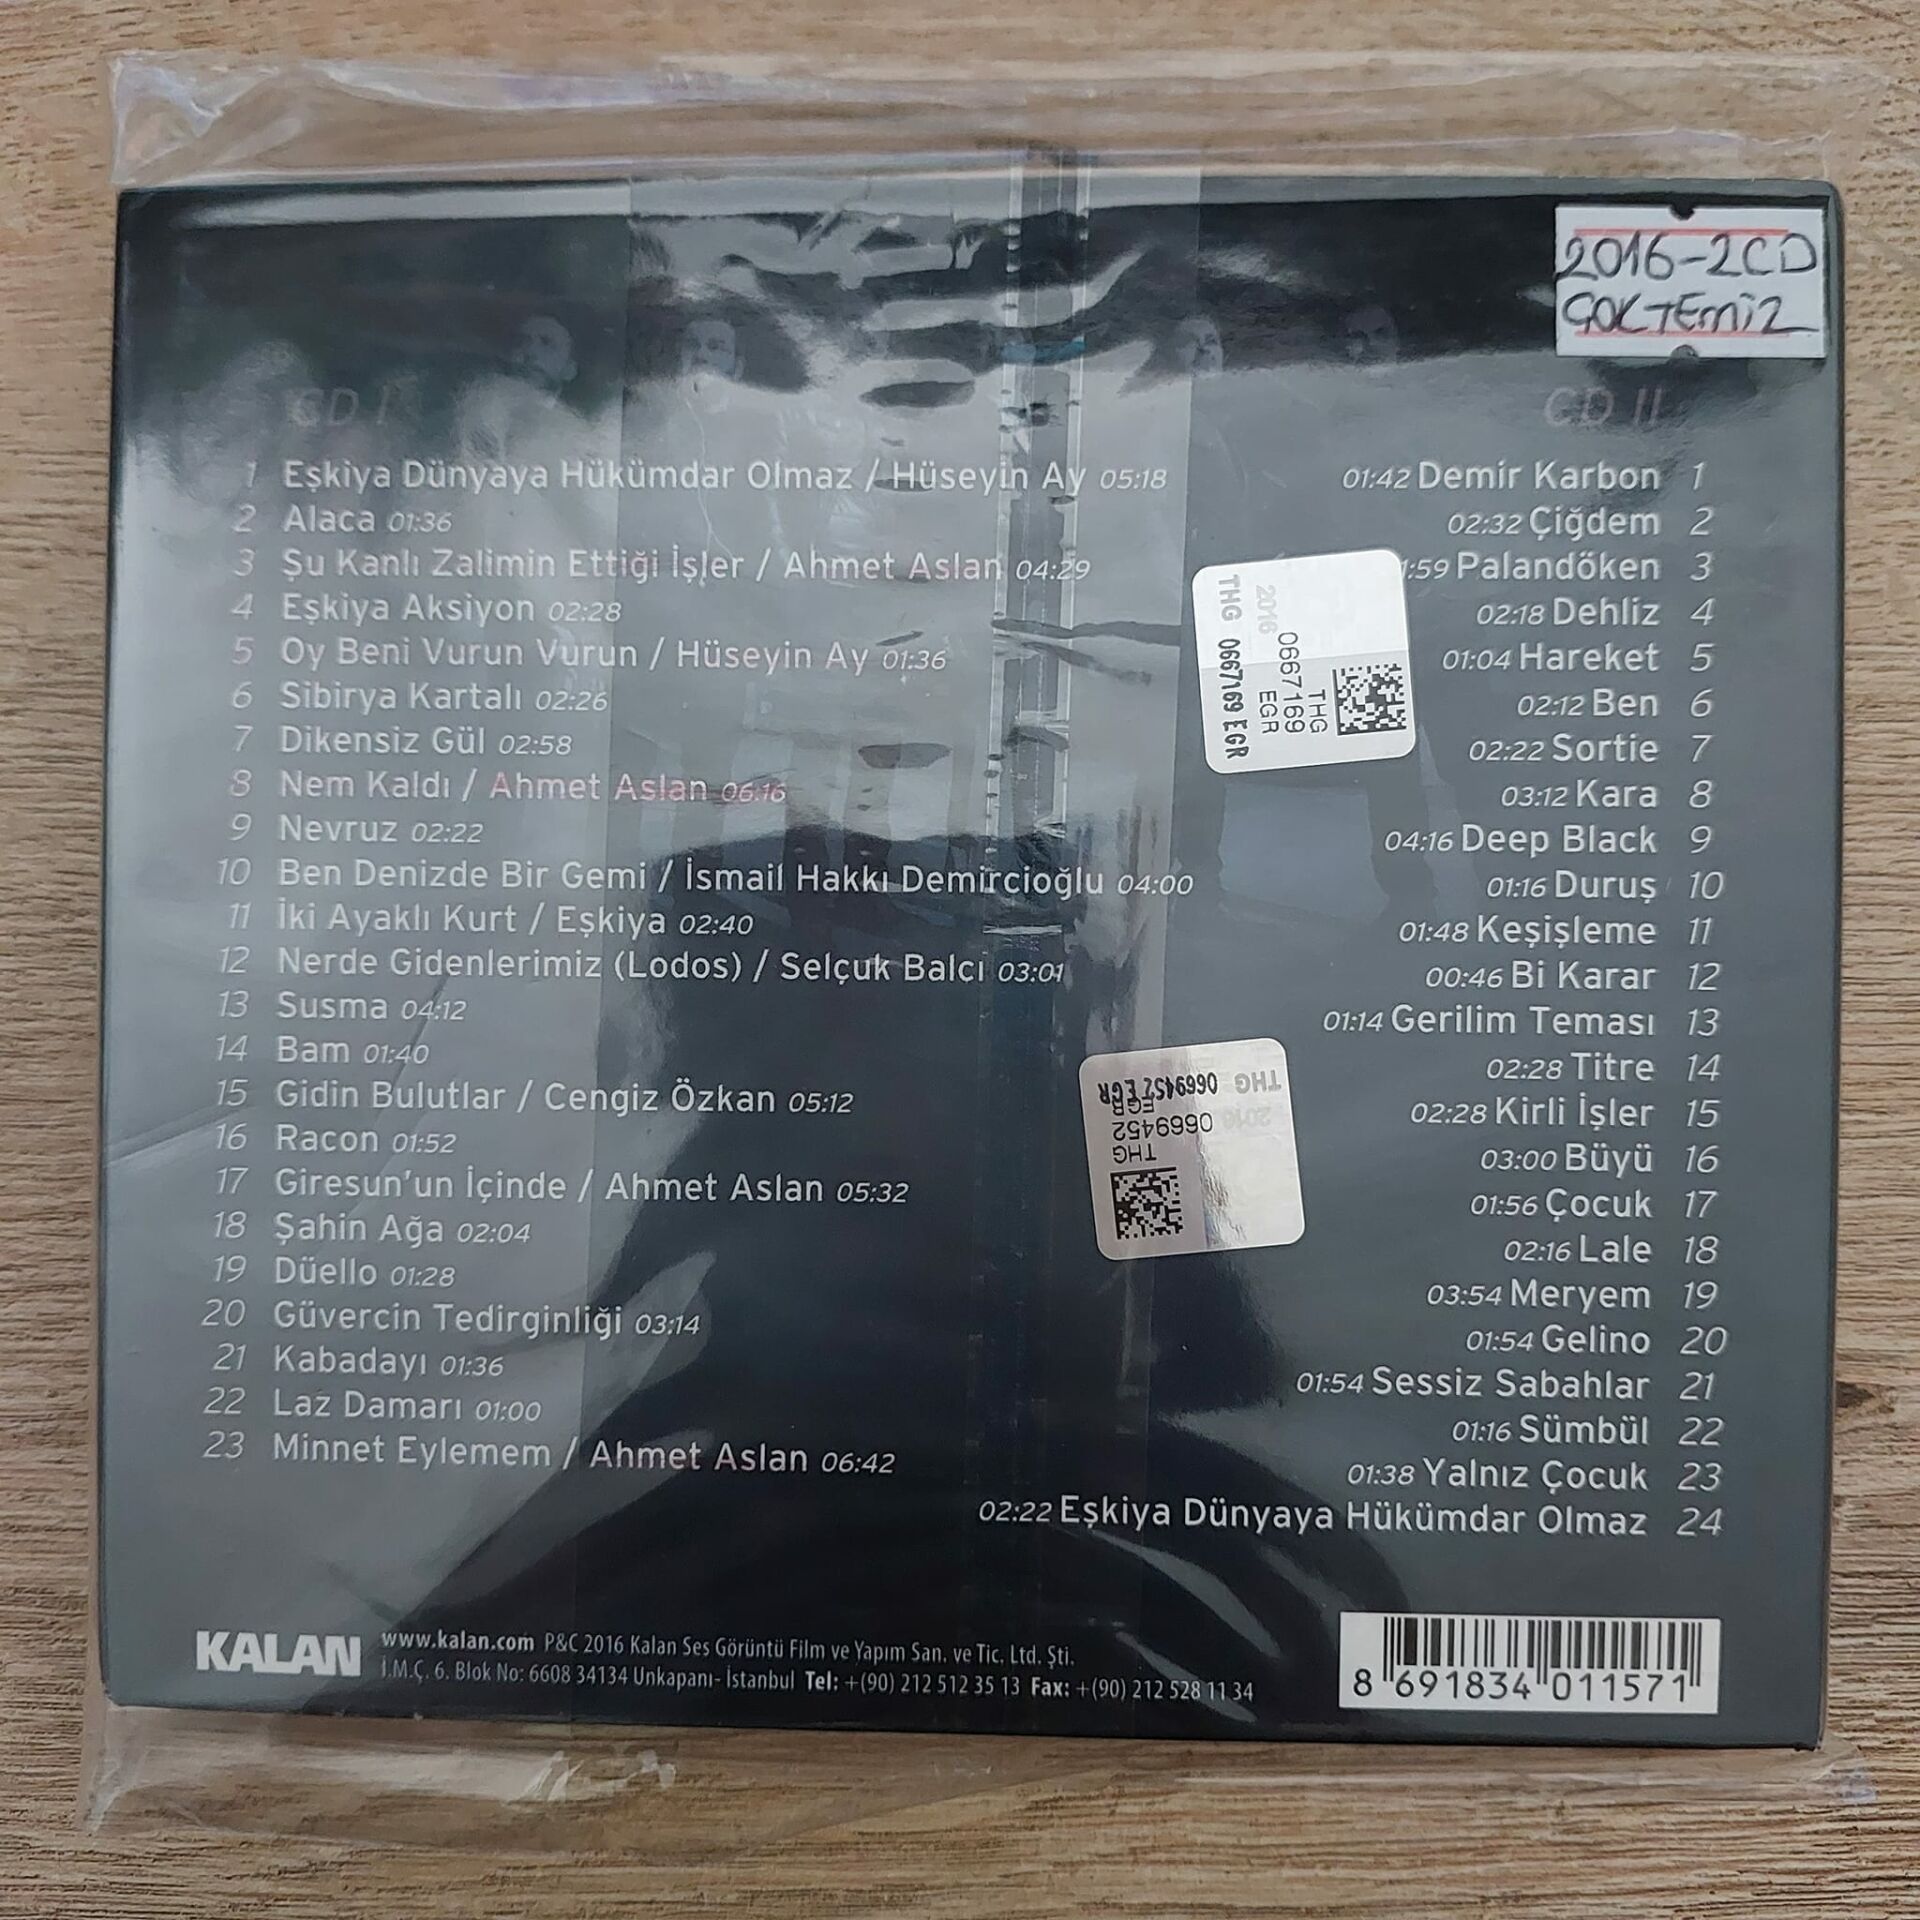 2016-2CD
ÇOK TEMİZ
CD I
1 Eşkiya Dünyaya Hükümdar Olmaz / Hüseyin Ay 05:18
2 Alaca 01:36
3 Şu Kanlı Zalimin Ettiği İşler / Ahmet Aslan 04:29
4 Eşkiya Aksiyon 02:28
5 Oy Beni Vurun Vurun / Hüseyin Ay 01:36
6 Sibirya Kartalı 02:26
7 Dikensiz Gül 02:58
8 Nem Kaldı / Ahmet Aslan 06:16
9 Nevruz 02:22
10 Ben Denizde Bir Gemi / İsmail Hakkı Demircioğlu 04:00
11 İki Ayaklı Kurt / Eşkiya 02:40
12 Nerde Gidenlerimiz (Lodos) / Selçuk Balcı 03:01
13 Susma 04:12
14 Bam 01:40
15 Gidin Bulutlar / Cengiz Özkan 05:12
16 Racon 01:52
17 Giresun'un İçinde / Ahmet Aslan 05:32
18 Şahin Ağa 02:04
19 Düello 01:28
20 Güvercin Tedirginliği 03:14
21 Kabadayı 01:36
22 Laz Damarı 01:00
23 Minnet Eylemem / Ahmet Aslan 06:42
CD II
01:42 Demir Karbon 1
02:32 Çiğdem 2
:59 Palandöken 3
02:18 Dehliz 4
01:04 Hareket 5
02:12 Ben 6
02:22 Sortie 7
03:12 Kara 8
04:16 Deep Black 9
01:16 Duruş 10
01:48 Keşişleme 11
00:46 Bi Karar 12
01:14 Gerilim Teması 13
02:28 Titre 14
02:28 Kirli İşler 15
03:00 Büyü 16
01:56 Çocuk 17
02:16 Lale 18
03:54 Meryem 19
01:54 Gelino 20
01:54 Sessiz Sabahlar 21
01:16 Sümbül 22
01:38 Yalnız Çocuk 23
02:22 Eşkiya Dünyaya Hükümdar Olmaz 24
THG 0667169 EGR
2016
THG
0667169
EGR
THG 0669452 EGR
2016
THG
0669452
EGR
KALAN
www.kalan.com P&C 2016 Kalan Ses Görüntü Film ve Yapım San. ve Tic. Ltd. Şti.
İ.M.Ç. 6. Blok No: 6608 34134 Unkapanı- İstanbul Tel: +(90) 212 512 35 13 Fax: +(90) 212 528 11 34
8 691834 011571